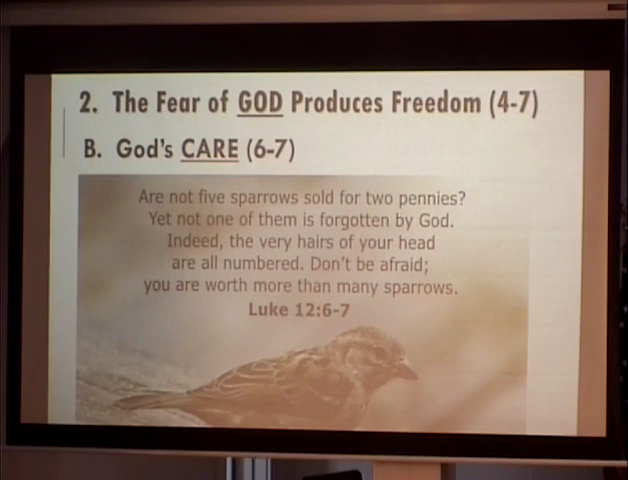 2. The Fear of GOD Produces Freedom (4-7)
B. God's CARE (6-7)
Are not five sparrows sold for two pennies?
Yet not one of them is forgotten by God.
Indeed, the very hairs of your head
are all numbered. Don't be afraid;
you are worth more than many sparrows.
Luke 12:6-7